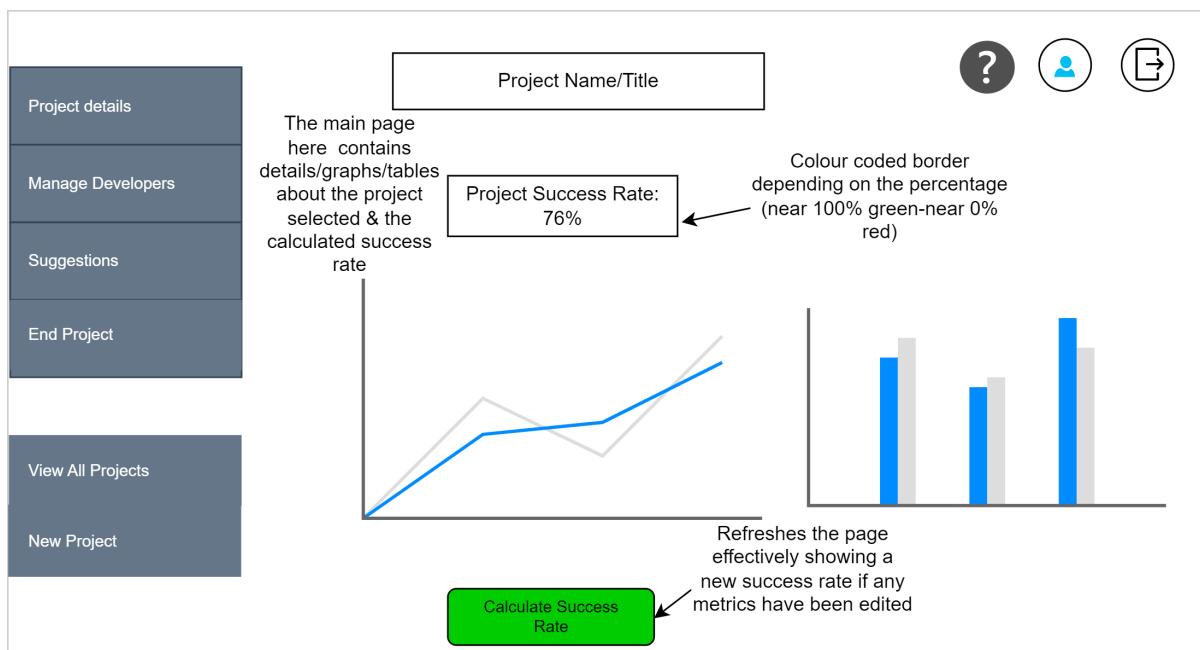 Project Name/Title
?
Project details
Manage Developers
Suggestions
End Project
View All Projects
New Project
The main page
here contains
details/graphs/tables
about the project
selected & the
calculated success
rate
Project Success Rate:
76%
Colour coded border
depending on the percentage
(near 100% green-near 0%
red)
Refreshes the page
effectively showing a
new success rate if any
metrics have been edited
Calculate Success
Rate